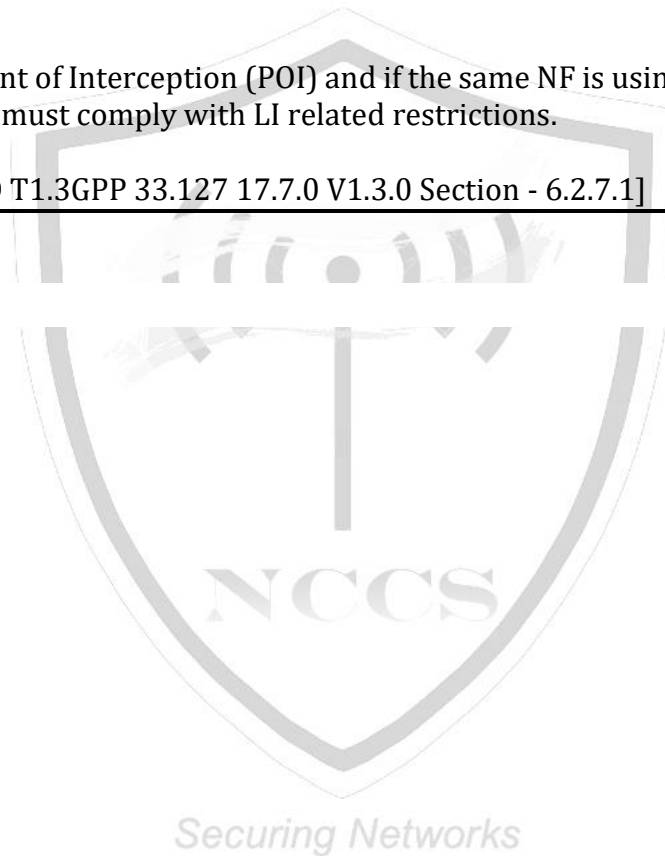 nt of Interception (POI) and if the same NF is usin
must comply with LI related restrictions.
T1.3GPP 33.127 17.7.0 V1.3.0 Section - 6.2.7.1]
NCCS
Securing Networks